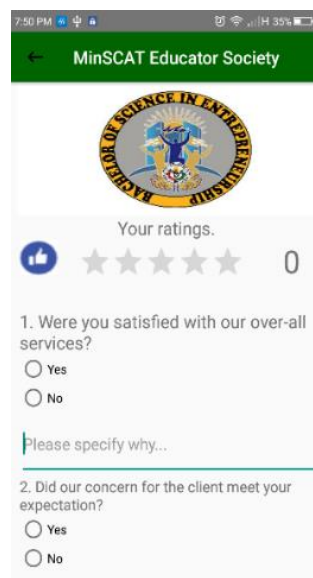 7:50 PM H 35%
MinSCAT Educator Society
BACHELOR OF SCIENCE IN ENTREPRENEURSHIP
Your ratings.
0
1. Were you satisfied with our over-all
services?
Yes
No
Please specify why...
2. Did our concern for the client meet your
expectation?
Yes
No